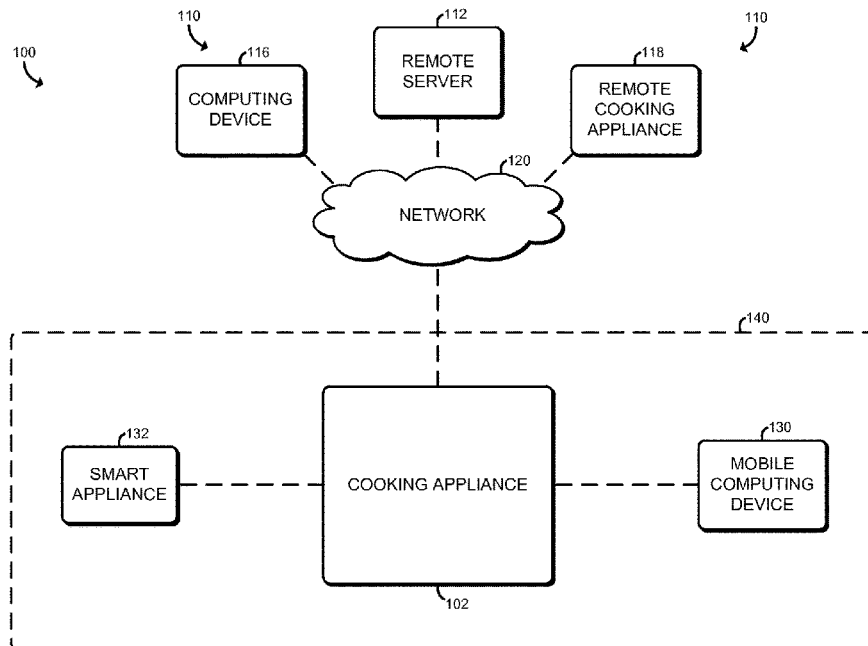 110
112
110
100
116
118
REMOTE
SERVER
COMPUTING
DEVICE
REMOTE
COOKING
APPLIANCE
120
NETWORK
140
132
130
SMART
APPLIANCE
COOKING APPLIANCE
MOBILE
COMPUTING
DEVICE
102